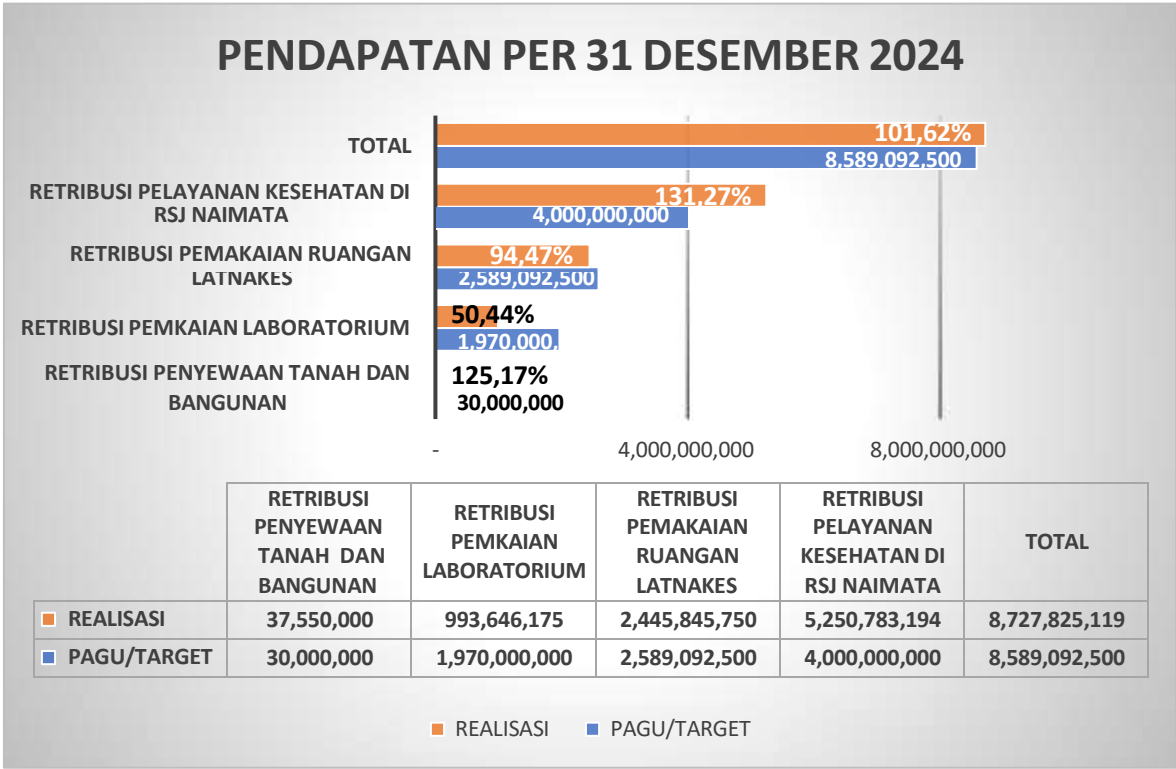 PENDAPATAN PER 31 DESEMBER 2024
TOTAL
101,62%
8,589,092,500
RETRIBUSI PELAYANAN KESEHATAN DI
RSJ NAIMATA
131,27%
4,000,000,000
RETRIBUSI PEMAKAIAN RUANGAN
LATNAKES
94,47%
2,589,092,500
RETRIBUSI PEMKAIAN LABORATORIUM
50,44%
1,970,000,
RETRIBUSI PENYEWAAN TANAH DAN
BANGUNAN
125,17%
30,000,000
- 4,000,000,000 8,000,000,000
RETRIBUSI
PENYEWAAN
TANAH DAN
BANGUNAN
RETRIBUSI
PEMKAIAN
LABORATORIUM
RETRIBUSI
PEMAKAIAN
RUANGAN
LATNAKES
RETRIBUSI
PELAYANAN
KESEHATAN DI
RSJ NAIMATA
TOTAL
REALISASI 37,550,000 993,646,175 2,445,845,750 5,250,783,194 8,727,825,119
PAGU/TARGET 30,000,000 1,970,000,000 2,589,092,500 4,000,000,000 8,589,092,500
REALISASI PAGU/TARGET